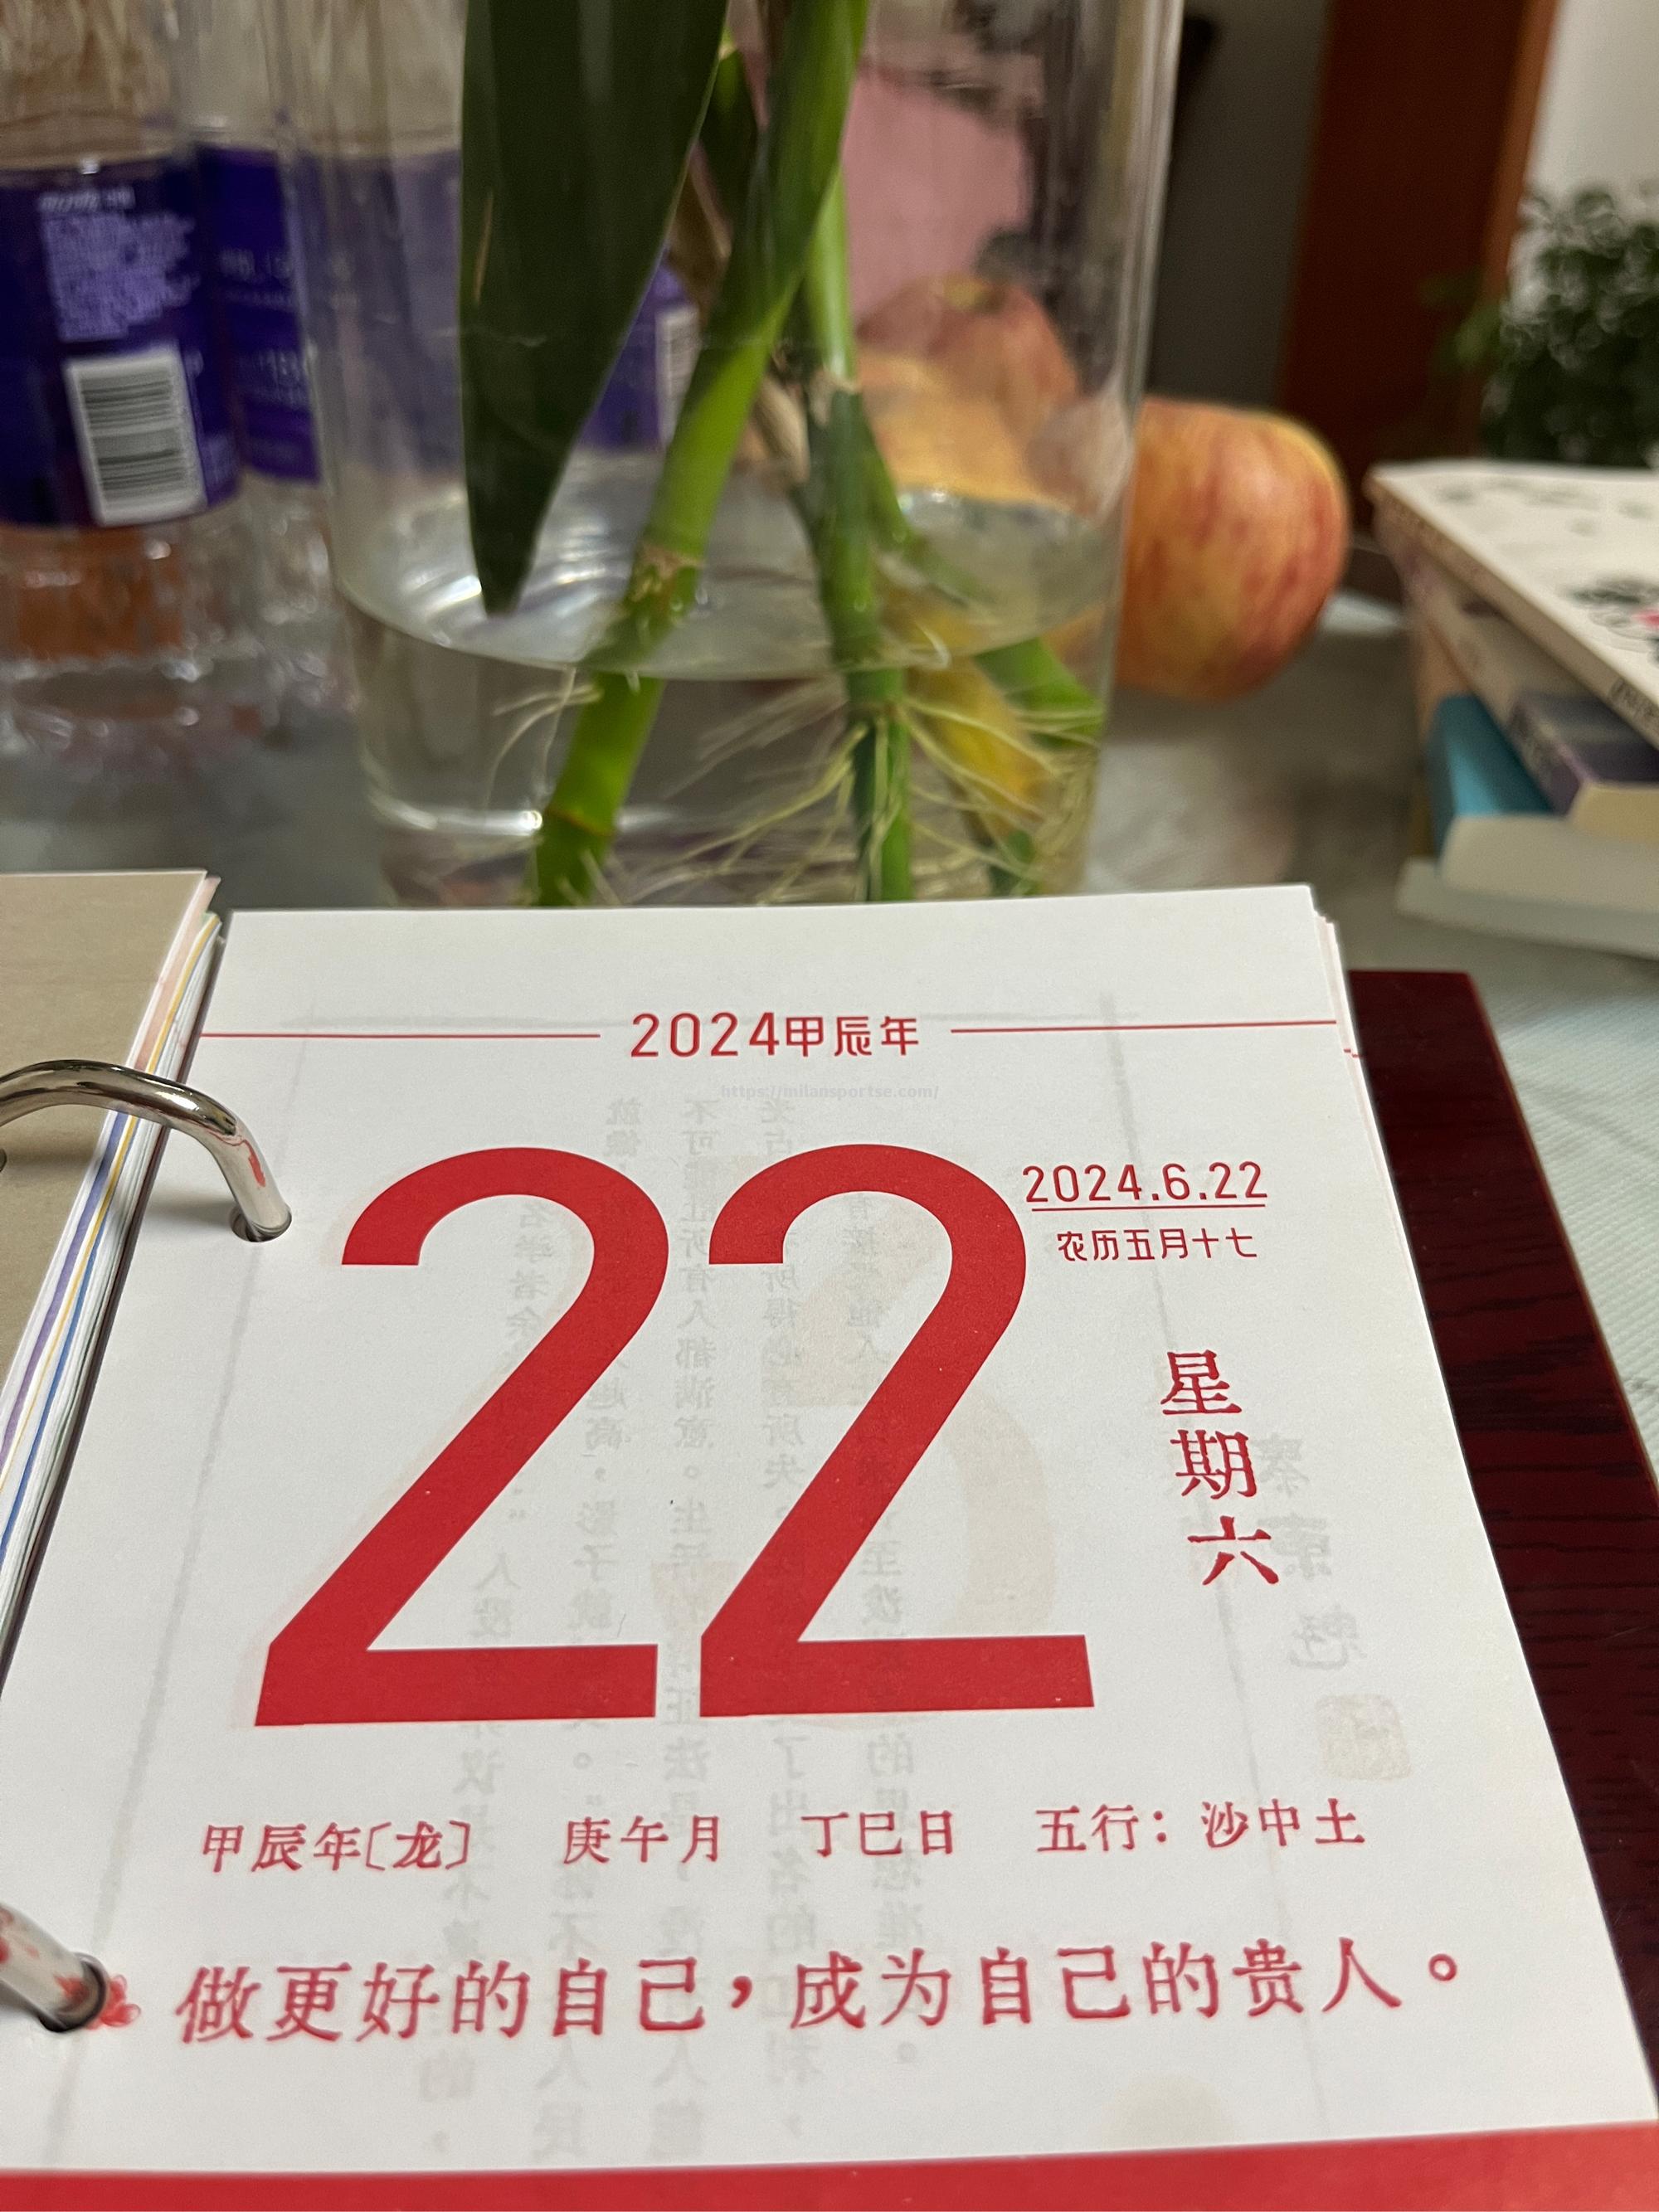 2024甲辰年
https://milansportse.com/
22
2024.6.22
农历五月十七
星期六
甲辰年〔龙〕 庚午月 丁巳日 五行：沙中土
做更好的自己，成为自己的贵人。